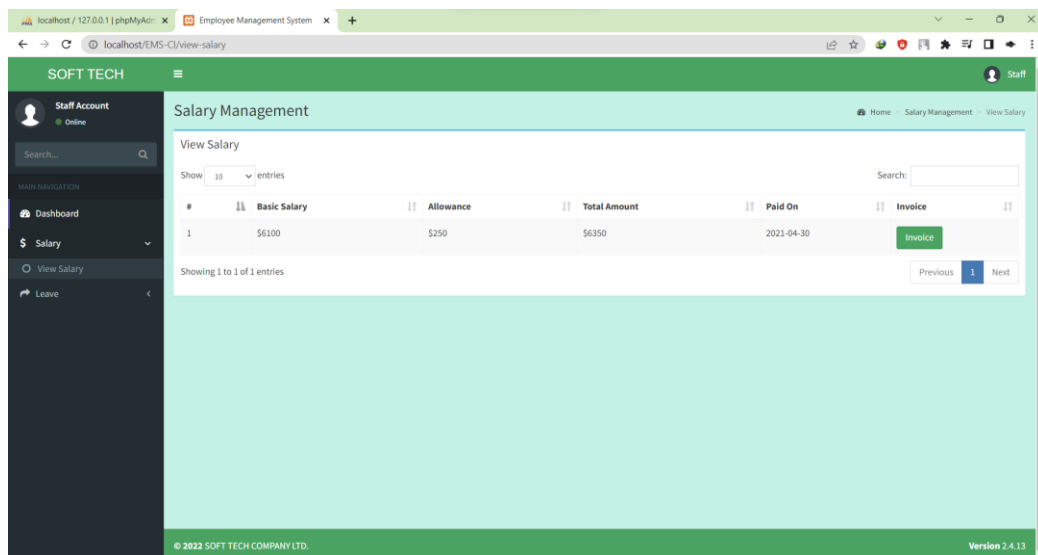 localhost / 127.0.0.1 | phpMyAdm
Employee Management System
localhost/EMS-CI/view-salary
SOFT TECH
Staff
Staff Account
Online
Search...
MAIN NAVIGATION
Dashboard
$ Salary
View Salary
Leave
Salary Management
Home > Salary Management > View Salary
View Salary
Show 10 entries
Search:
# Basic Salary Allowance Total Amount Paid On Invoice
1 $6100 $250 $6350 2021-04-30 Invoice
Showing 1 to 1 of 1 entries
Previous 1 Next
© 2022 SOFT TECH COMPANY LTD.
Version 2.4.13